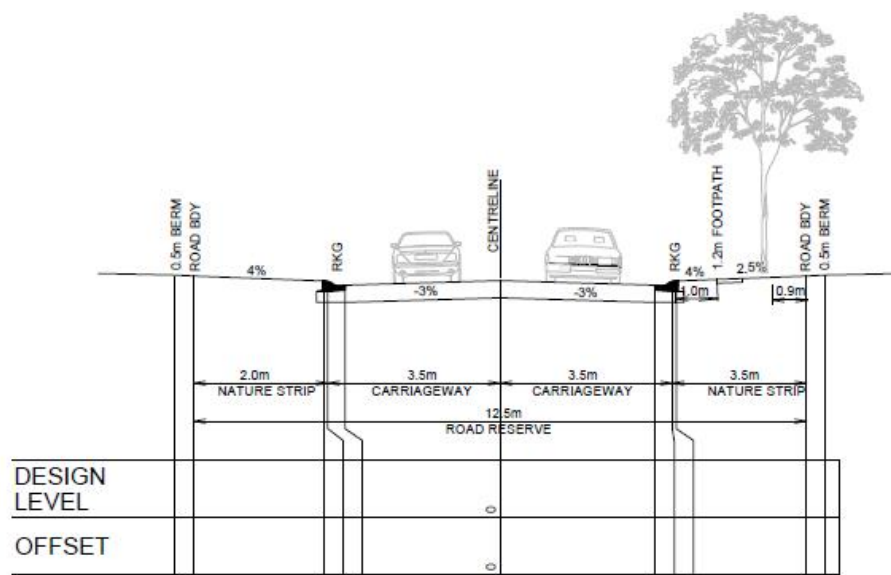 0.5m BERM
ROAD BDY
4%
RKG
CENTRELINE
RKG
4%
1.2m FOOTPATH
2.5%
ROAD BDY
0.5m BERM
-3%
-3%
1.0m
0.9m
2.0m
NATURE STRIP
3.5m
CARRIAGEWAY
3.5m
CARRIAGEWAY
3.5m
NATURE STRIP
12.5m
ROAD RESERVE
DESIGN
LEVEL
0
OFFSET
0